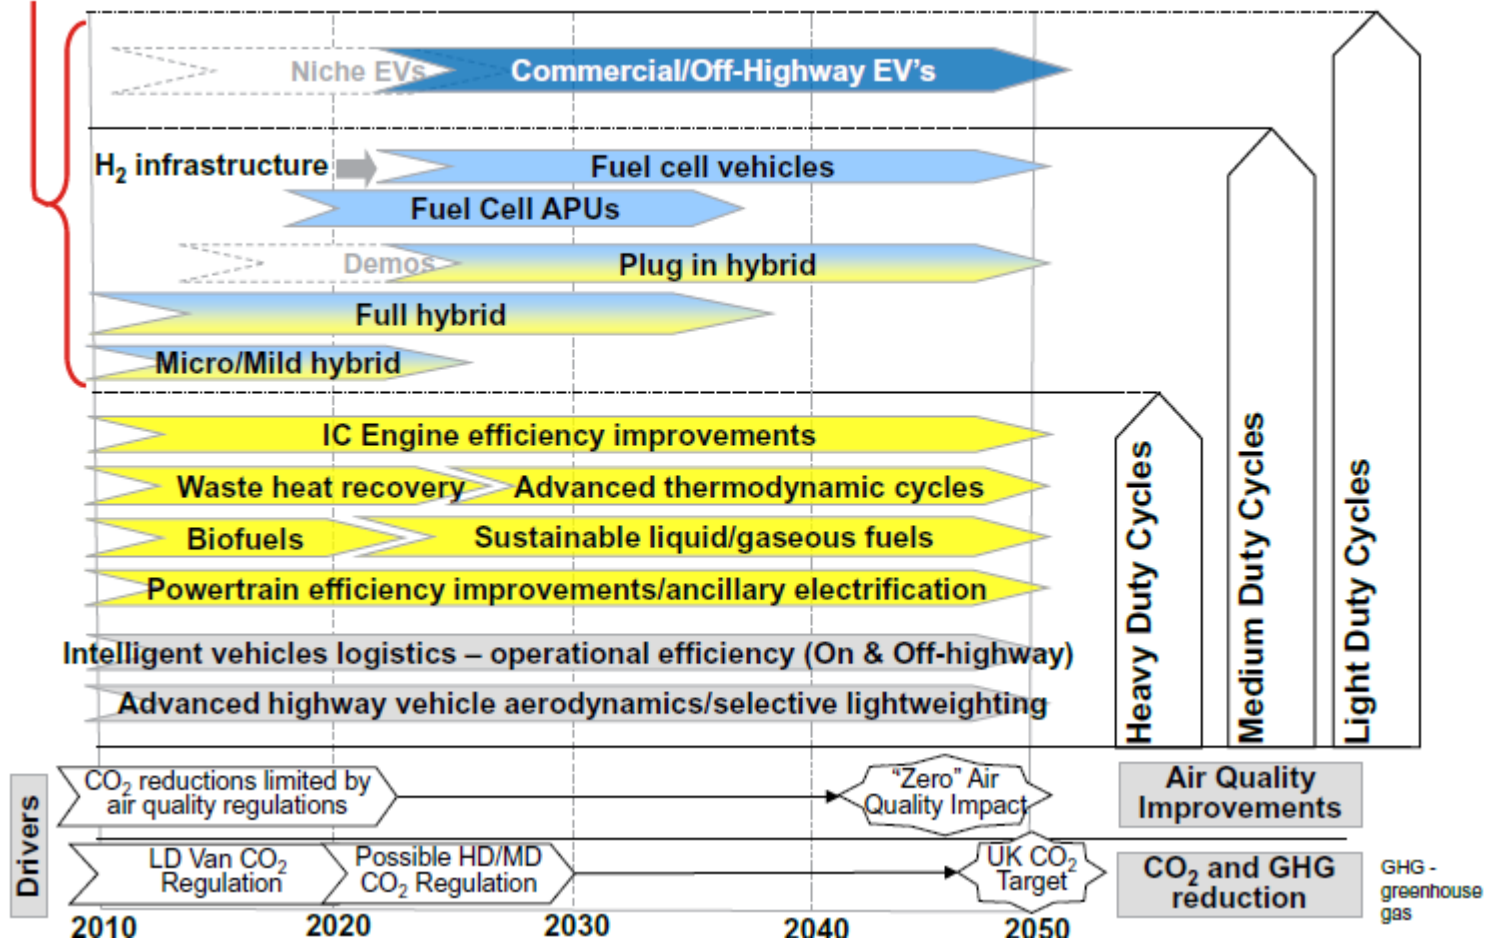 Niche EVs
Commercial/Off-Highway EV's
H2 infrastructure
Fuel cell vehicles
Fuel Cell APUs
Demos
Plug in hybrid
Full hybrid
Micro/Mild hybrid
IC Engine efficiency improvements
Waste heat recovery
Advanced thermodynamic cycles
Biofuels
Sustainable liquid/gaseous fuels
Powertrain efficiency improvements/ancillary electrification
Intelligent vehicles logistics – operational efficiency (On & Off-highway)
Advanced highway vehicle aerodynamics/selective lightweighting
Heavy Duty Cycles
Medium Duty Cycles
Light Duty Cycles
Drivers
CO2 reductions limited by
air quality regulations
“Zero” Air
Quality Impact
Air Quality
Improvements
LD Van CO2
Regulation
Possible HD/MD
CO2 Regulation
UK CO2
Target
CO2 and GHG
reduction
GHG -
greenhouse
gas
2010
2020
2030
2040
2050